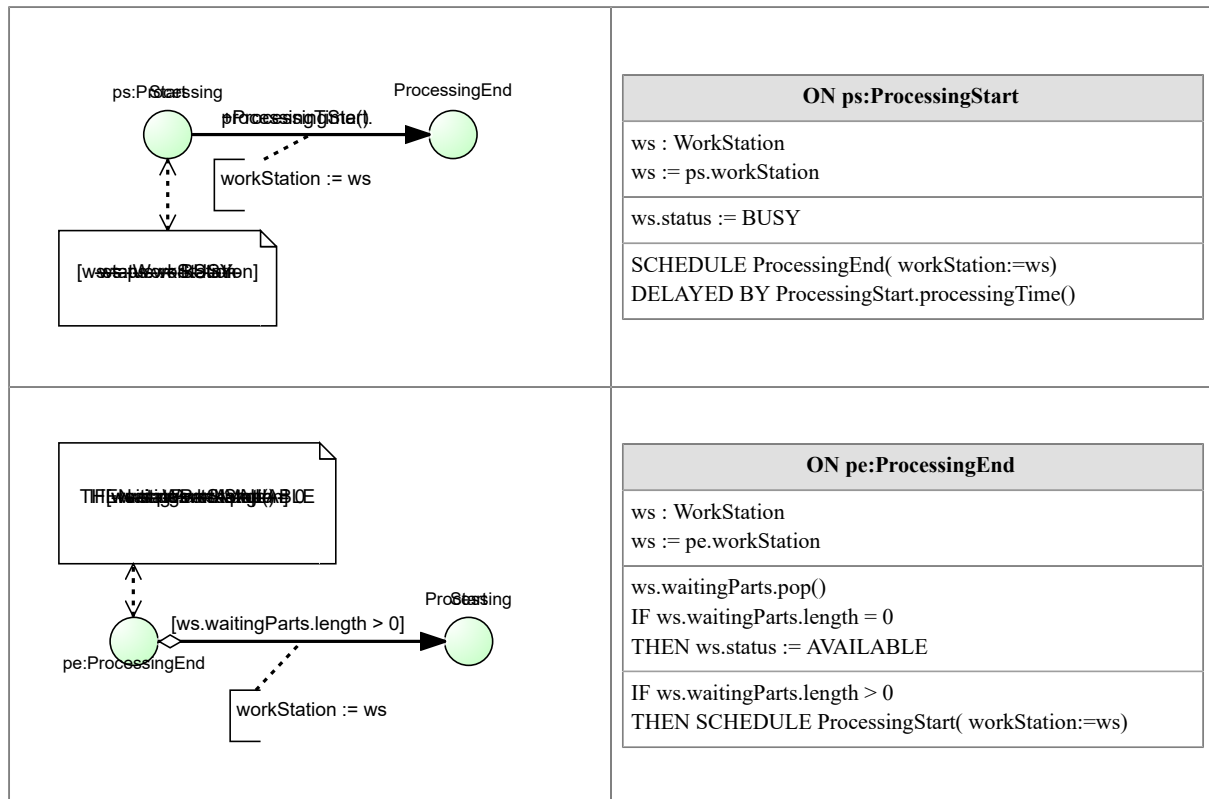 ProcessingEnd
workStation := ws
ON ps:ProcessingStart
ws : WorkStation
ws := ps.workStation
ws.status := BUSY
SCHEDULE ProcessingEnd( workStation:=ws)
DELAYED BY ProcessingStart.processingTime()
[ws.waitingParts.length > 0]
pe:ProcessingEnd
workStation := ws
ON pe:ProcessingEnd
ws : WorkStation
ws := pe.workStation
ws.waitingParts.pop()
IF ws.waitingParts.length = 0
THEN ws.status := AVAILABLE
IF ws.waitingParts.length > 0
THEN SCHEDULE ProcessingStart( workStation:=ws)